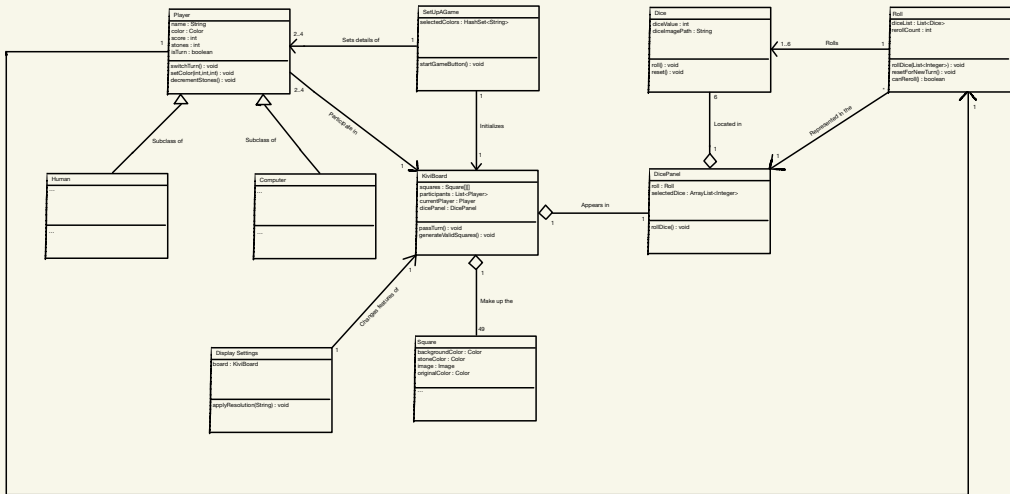 Player
name : String
color : Color
score : int
stones : int
isTurn : boolean
switchTurn() : void
setColor(int,int,int) : void
decrementStones() : void
SetUpAGame
selectedColors : HashSet<String>
startGameButton() : void
Dice
diceValue : int
diceImagePath : String
roll() : void
reset() : void
Roll
diceList : List<Dice>
rerollCount : int
rollDice(List<Integer>) : void
resetForNewTurn() : void
canReroll() : boolean
1
2..4
Sets details of
1
2..4
Participate in
1
1
Initializes
1
1..6
Rolls
1
6
Located in
1
Represented in the
1
1
Subclass of
Subclass of
Human
...
...
Computer
...
...
KiviBoard
squares : Square[][]
participants : List<Player>
currentPlayer : Player
dicePanel : DicePanel
passTurn() : void
generateValidSquares() : void
1
Appears in
1
DicePanel
roll : Roll
selectedDice : ArrayList<Integer>
rollDice() : void
1
Changes features of
1
1
Make up the
49
Display Settings
board : KiviBoard
applyResolution(String) : void
Square
backgroundColor : Color
stoneColor : Color
image : Image
originalColor : Color
...